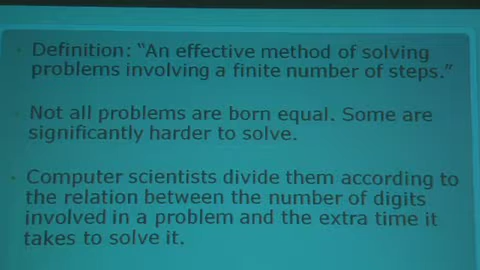 Definition: “An effective method of solving
problems involving a finite number of steps.”
Not all problems are born equal. Some are
significantly harder to solve.
Computer scientists divide them according to
the relation between the number of digits
involved in a problem and the extra time it
takes to solve it.